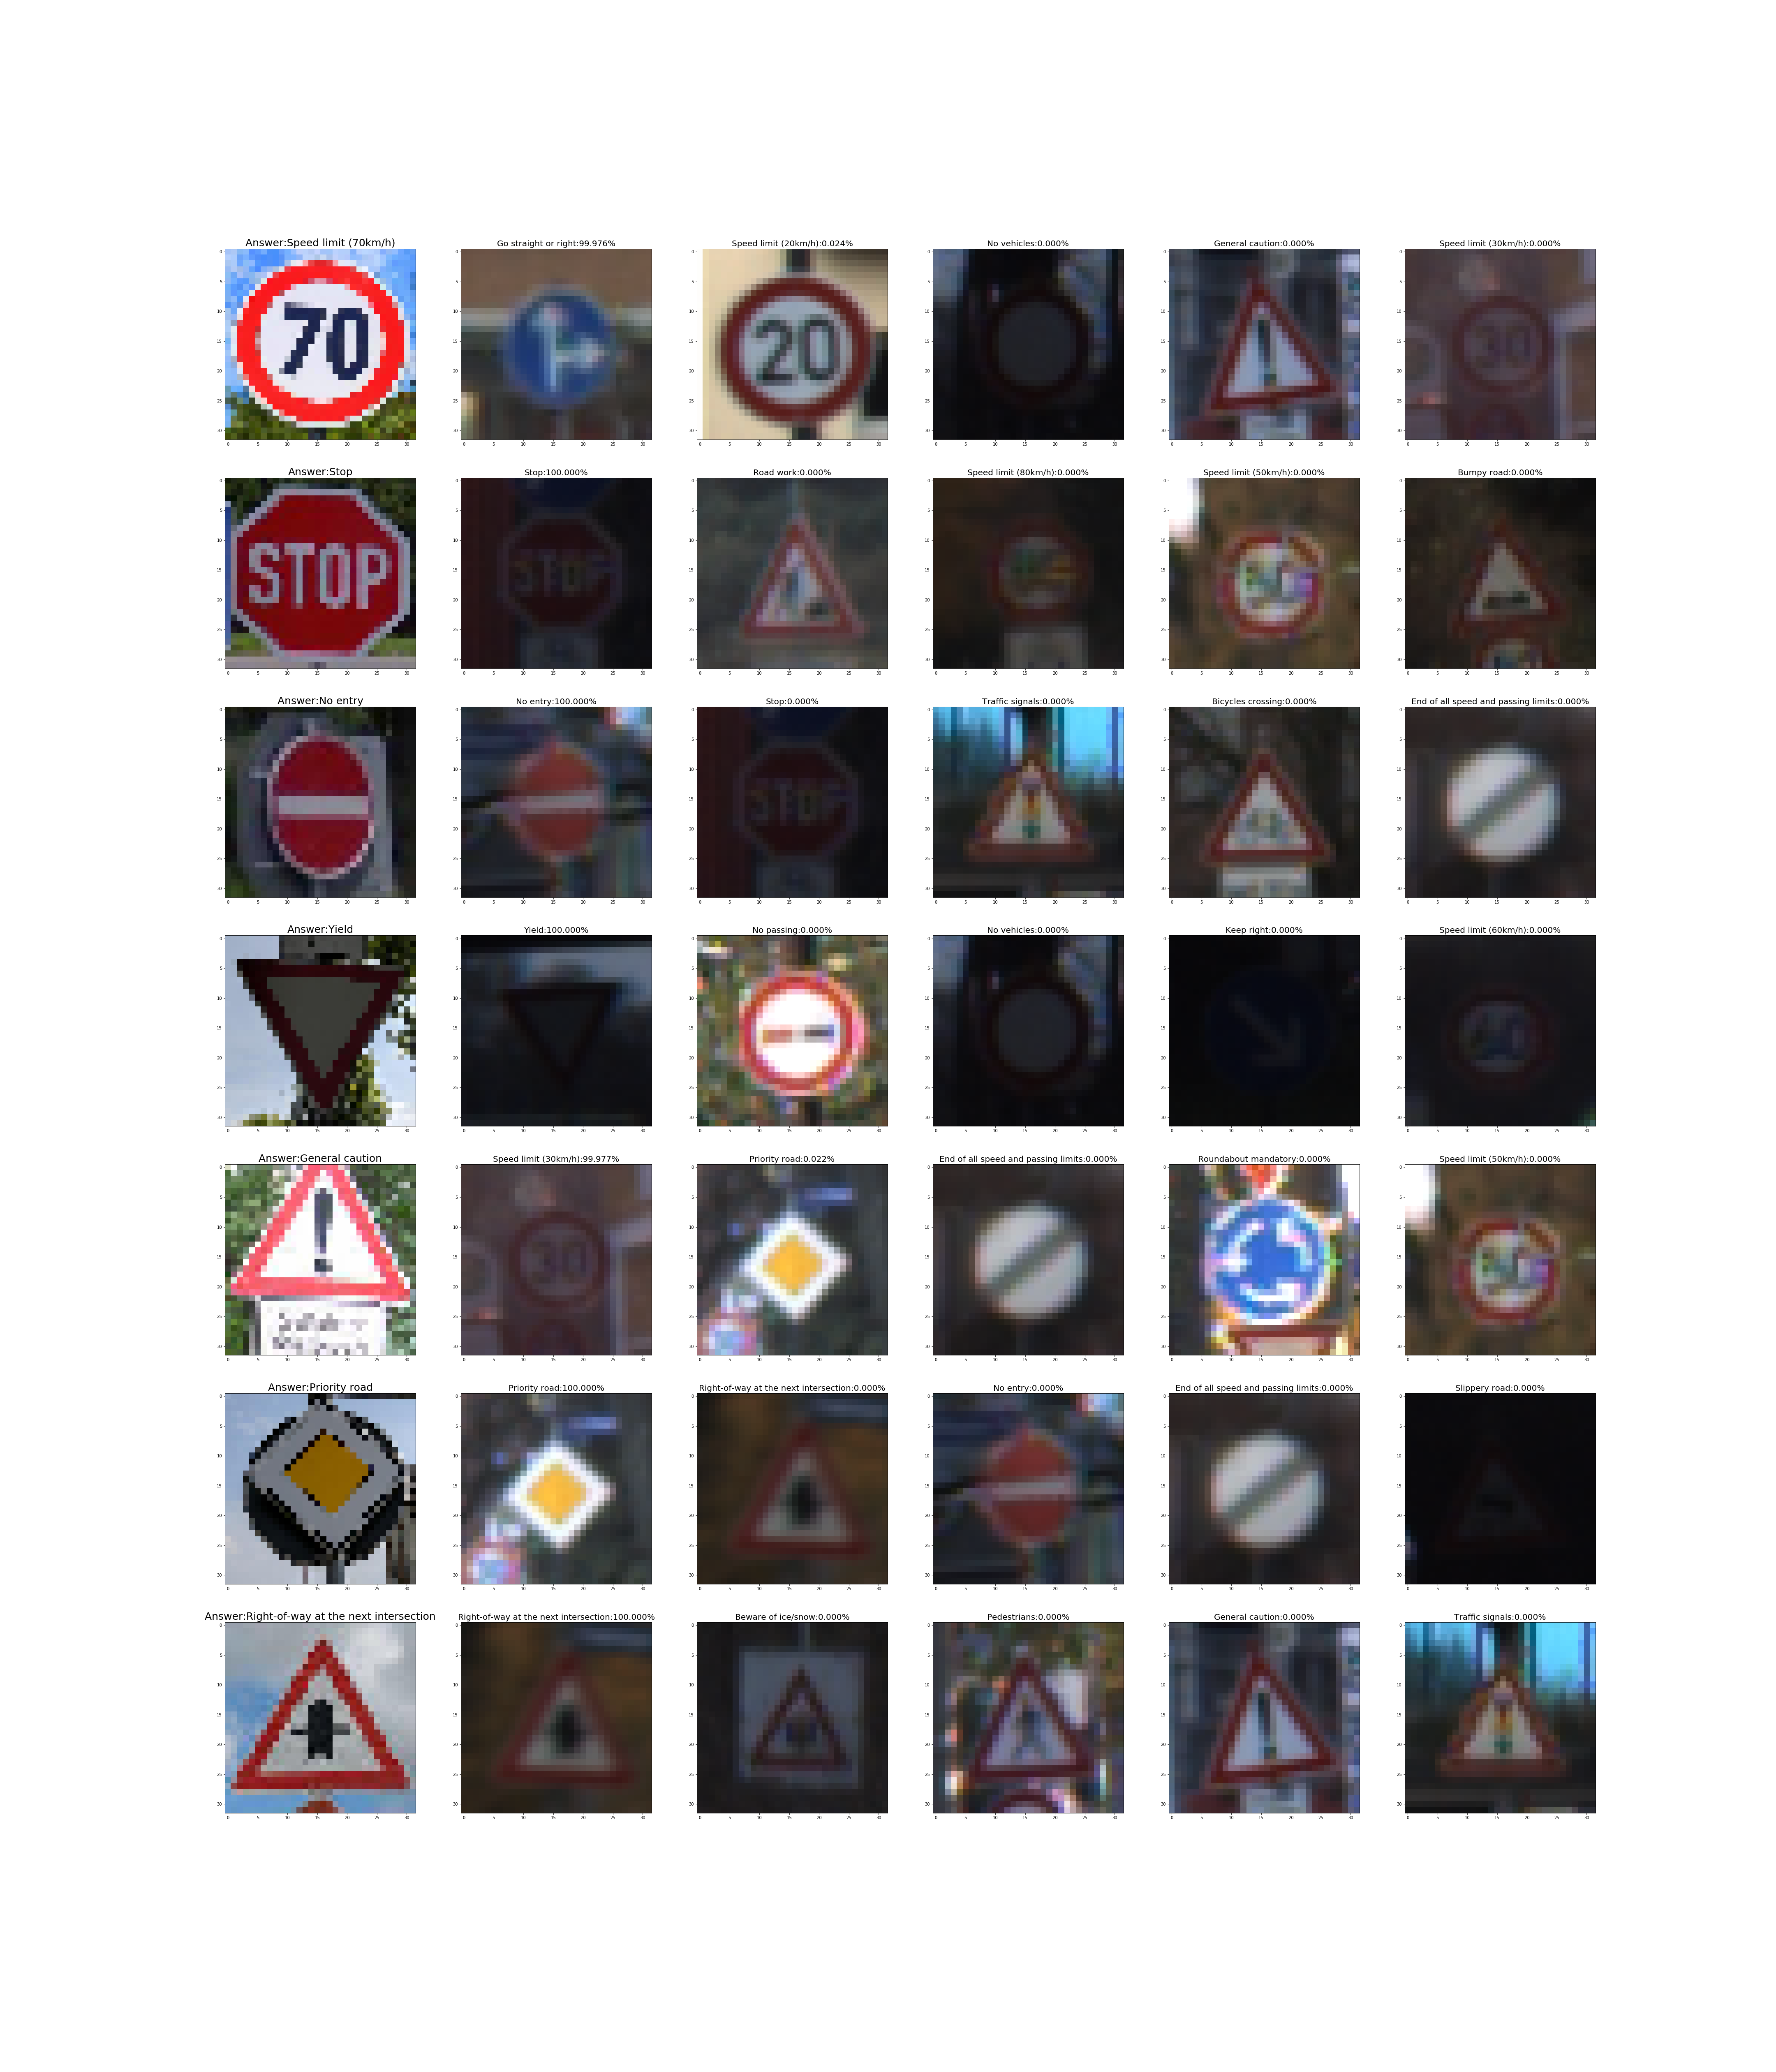 Answer:Speed limit (70km/h)
Go straight or right:99.976%
Speed limit (20km/h):0.024%
No vehicles:0.000%
General caution:0.000%
Speed limit (30km/h):0.000%
70
20
30
Answer:Stop
Stop:100.000%
Road work:0.000%
Speed limit (80km/h):0.000%
Speed limit (50km/h):0.000%
Bumpy road:0.000%
STOP
STOP
Answer:No entry
No entry:100.000%
Stop:0.000%
Traffic signals:0.000%
Bicycles crossing:0.000%
End of all speed and passing limits:0.000%
STOP
Answer:Yield
Yield:100.000%
No passing:0.000%
No vehicles:0.000%
Keep right:0.000%
Speed limit (60km/h):0.000%
Answer:General caution
Speed limit (30km/h):99.977%
Priority road:0.022%
End of all speed and passing limits:0.000%
Roundabout mandatory:0.000%
Speed limit (50km/h):0.000%
30
Answer:Priority road
Priority road:100.000%
Right-of-way at the next intersection:0.000%
No entry:0.000%
End of all speed and passing limits:0.000%
Slippery road:0.000%
Answer:Right-of-way at the next intersection
Right-of-way at the next intersection:100.000%
Beware of ice/snow:0.000%
Pedestrians:0.000%
General caution:0.000%
Traffic signals:0.000%